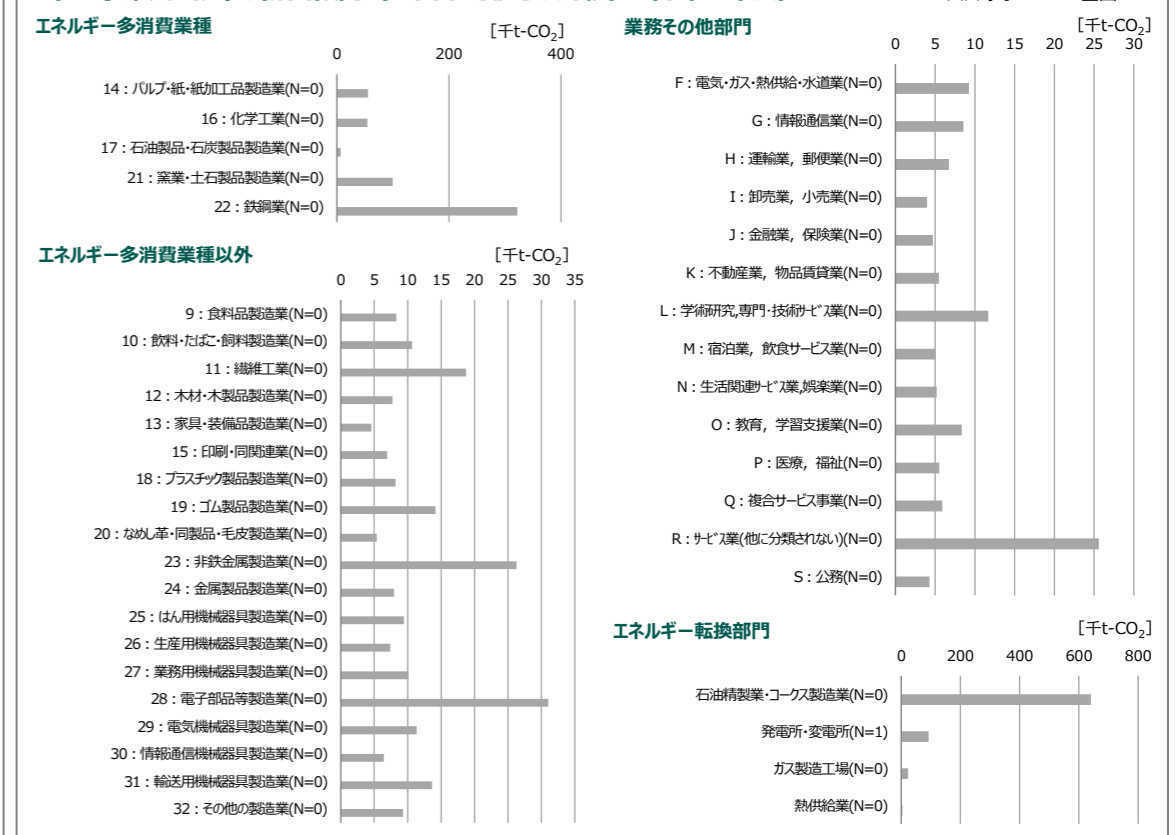 エネルギー多消費業種
[千t-CO2]
0 200 400
14:パルプ・紙・紙加工品製造業(N=0)
16:化学工業(N=0)
17:石油製品・石炭製品製造業(N=0)
21:窯業・土石製品製造業(N=0)
22:鉄鋼業(N=0)
エネルギー多消費業種以外
[千t-CO2]
0 5 10 15 20 25 30 35
9:食料品製造業(N=0)
10:飲料・たばこ・飼料製造業(N=0)
11:繊維工業(N=0)
12:木材・木製品製造業(N=0)
13:家具・装備品製造業(N=0)
15:印刷・同関連業(N=0)
18:プラスチック製品製造業(N=0)
19:ゴム製品製造業(N=0)
20:なめし革・同製品・毛皮製造業(N=0)
23:非鉄金属製造業(N=0)
24:金属製品製造業(N=0)
25:はん用機械器具製造業(N=0)
26:生産用機械器具製造業(N=0)
27:業務用機械器具製造業(N=0)
28:電子部品等製造業(N=0)
29:電気機械器具製造業(N=0)
30:情報通信機械器具製造業(N=0)
31:輸送用機械器具製造業(N=0)
32:その他の製造業(N=0)
業務その他部門
[千t-CO2]
0 5 10 15 20 25 30
F:電気・ガス・熱供給・水道業(N=0)
G:情報通信業(N=0)
H:運輸業，郵便業(N=0)
I:卸売業，小売業(N=0)
J:金融業，保険業(N=0)
K:不動産業，物品賃貸業(N=0)
L:学術研究,専門・技術ｻｰﾋﾞｽ業(N=0)
M:宿泊業，飲食サービス業(N=0)
N:生活関連ｻｰﾋﾞｽ業,娯楽業(N=0)
O:教育，学習支援業(N=0)
P:医療，福祉(N=0)
Q:複合サービス事業(N=0)
R:ｻｰﾋﾞｽ業(他に分類されない)(N=0)
S:公務(N=0)
エネルギー転換部門
[千t-CO2]
0 200 400 600 800
石油精製業・コークス製造業(N=0)
発電所・変電所(N=1)
ガス製造工場(N=0)
熱供給業(N=0)